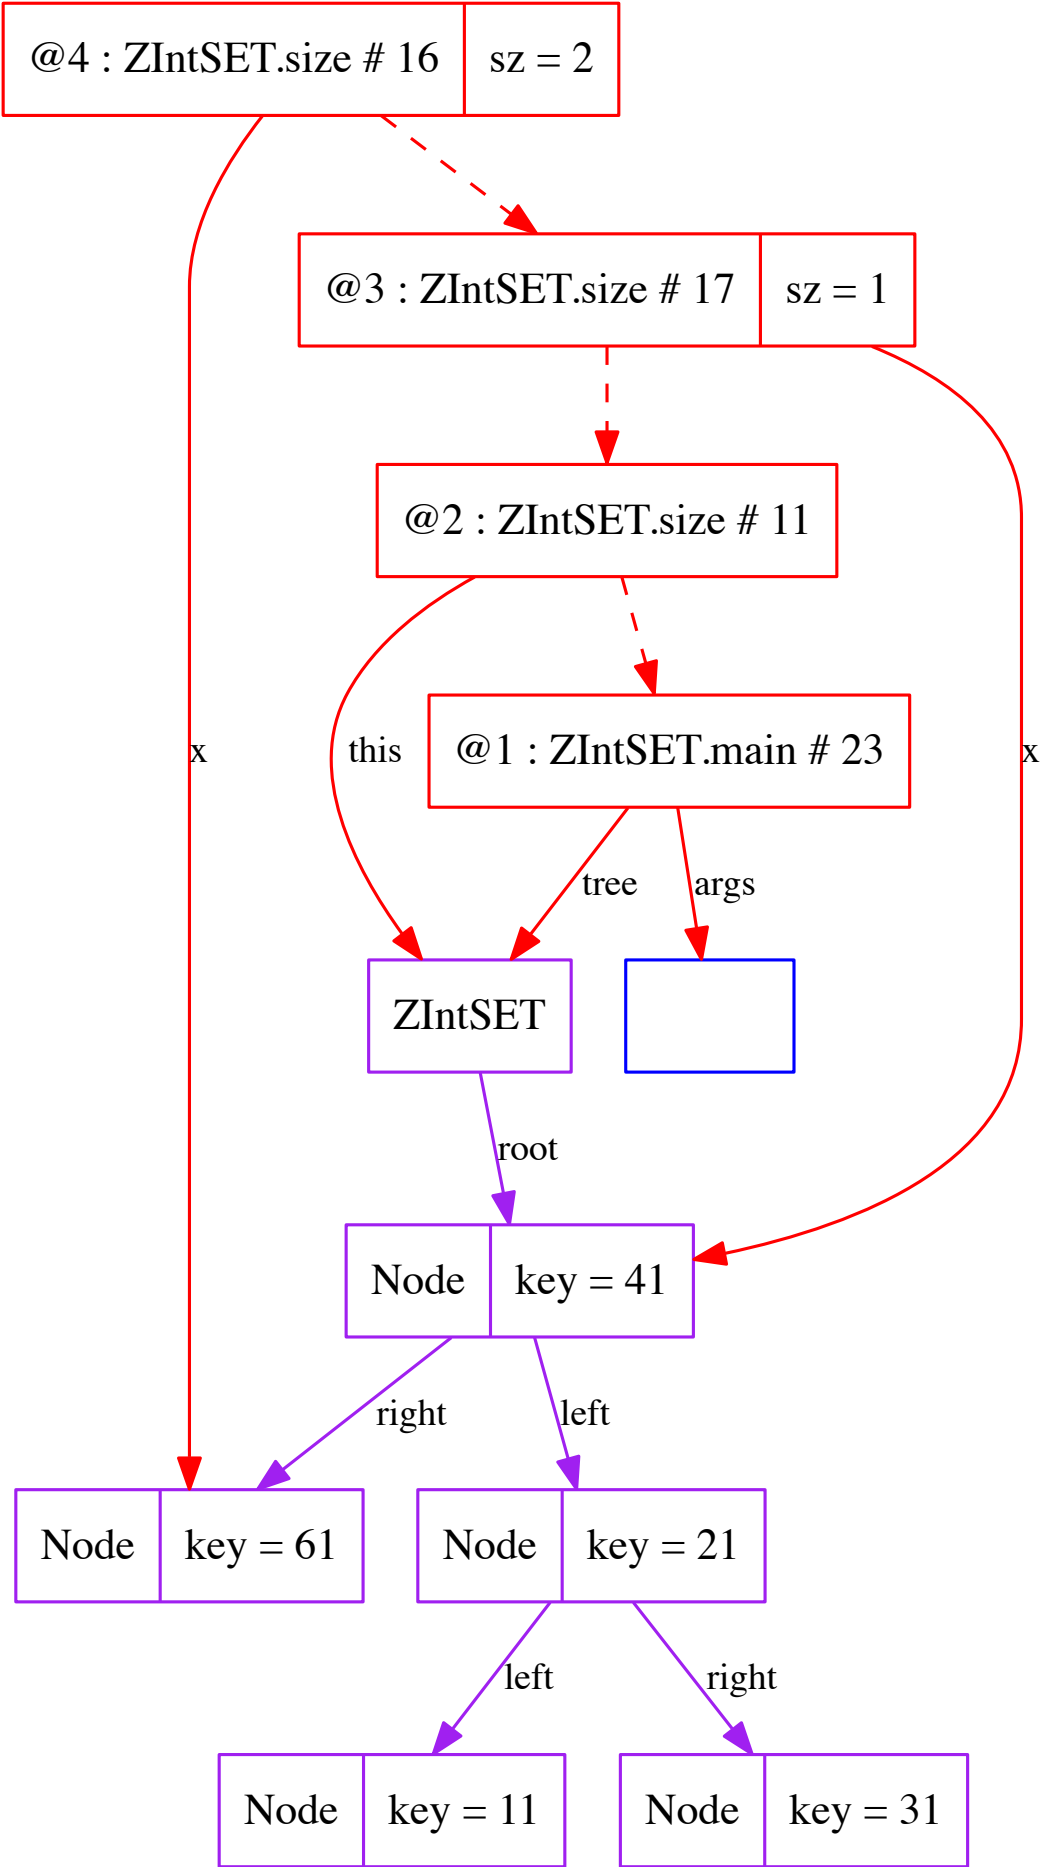 @4 : ZIntSET.size # 16 sz = 2
@3 : ZIntSET.size # 17 sz = 1
@2 : ZIntSET.size # 11
x this @1 : ZIntSET.main # 23 x
tree args
ZIntSET
root
Node key = 41
right left
Node key = 61 Node key = 21
left right
Node key = 11 Node key = 31